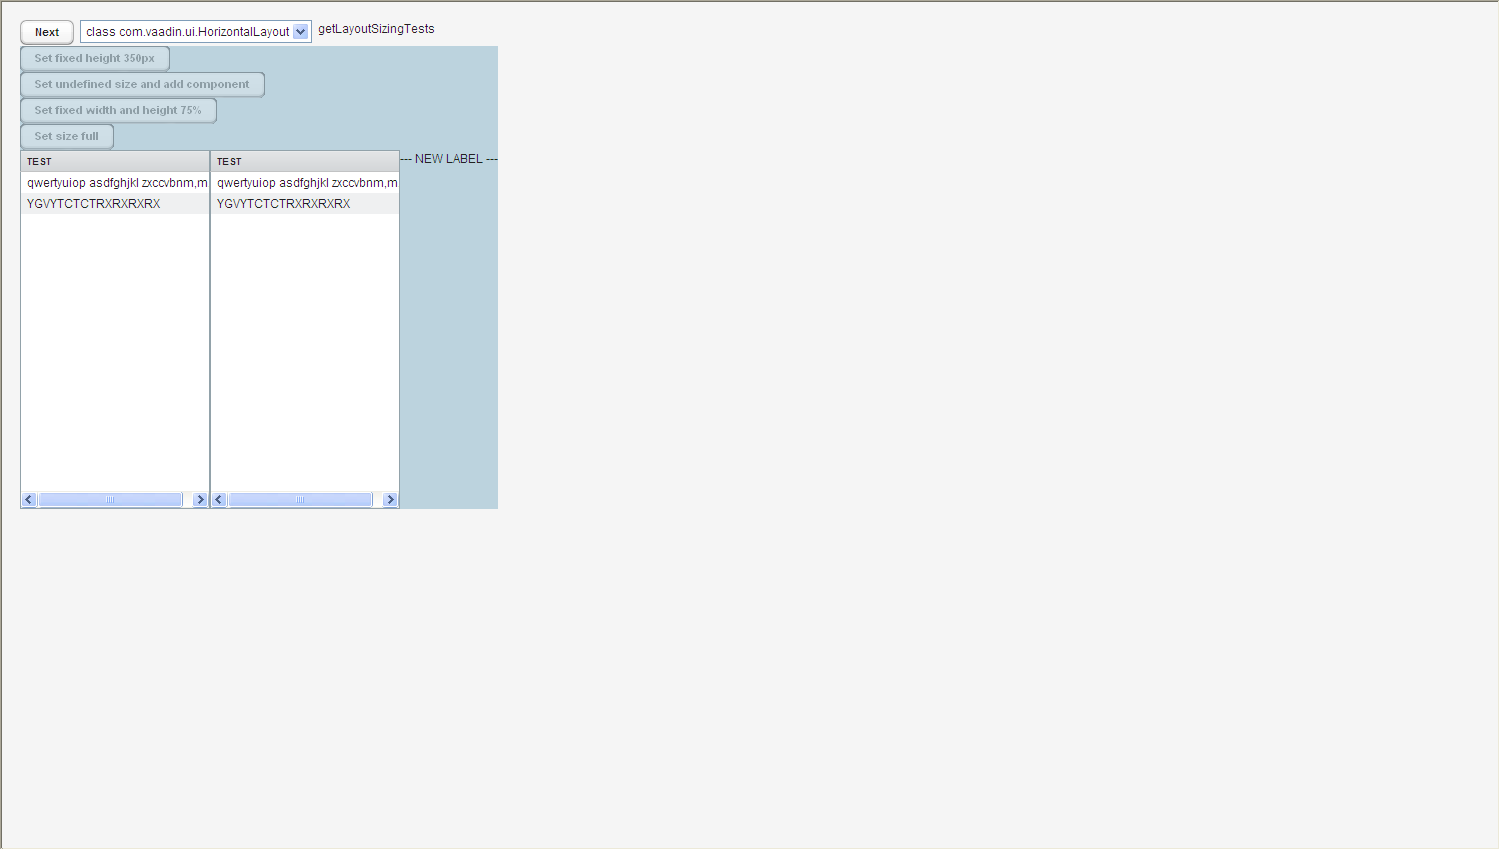 Next
class com.vaadin.ui.HorizontalLayout
getLayoutSizingTests
Set fixed height 350px
Set undefined size and add component
Set fixed width and height 75%
Set size full
TEST
TEST
--- NEW LABEL ---
qwertyuiop asdfghjkl zxccvbnm,m
qwertyuiop asdfghjkl zxccvbnm,m
YGVYTCTCTRXRXRXRX
YGVYTCTCTRXRXRXRX